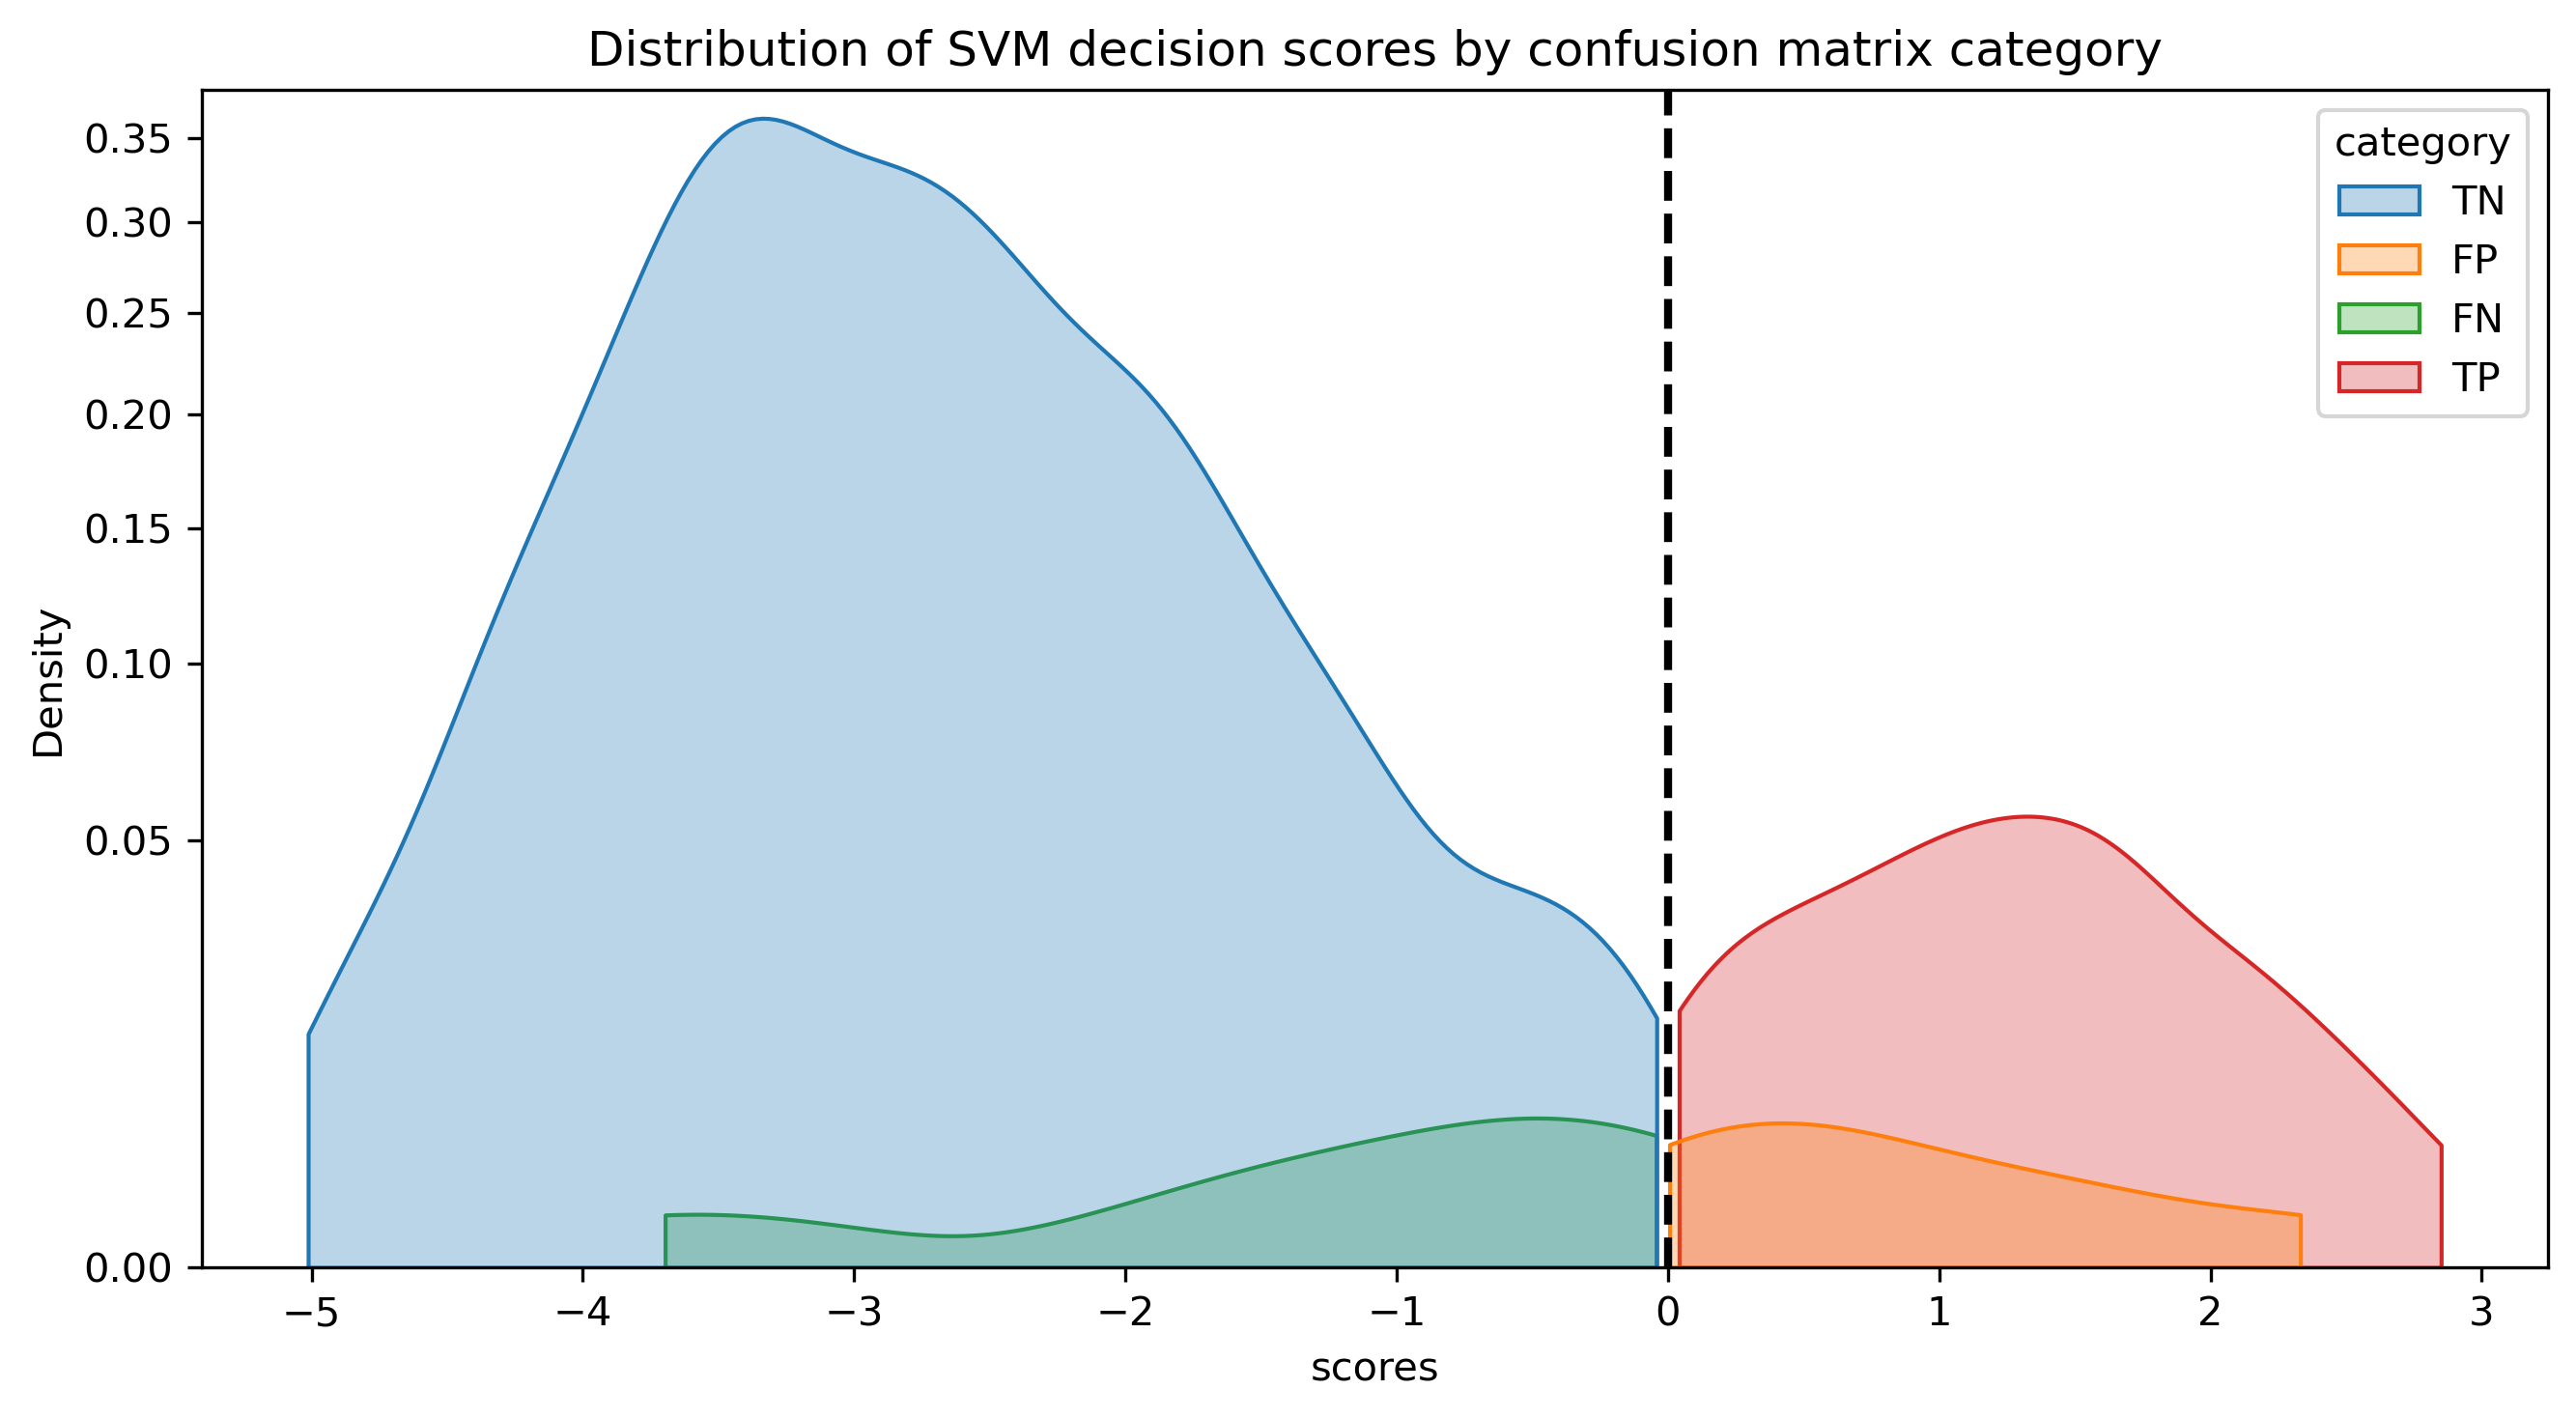 Distribution of SVM decision scores by confusion matrix category
category
TN
FP
FN
TP
Density
0.35
0.30
0.25
0.20
0.15
0.10
0.05
0.00
−5
−4
−3
−2
−1
0
1
2
3
scores